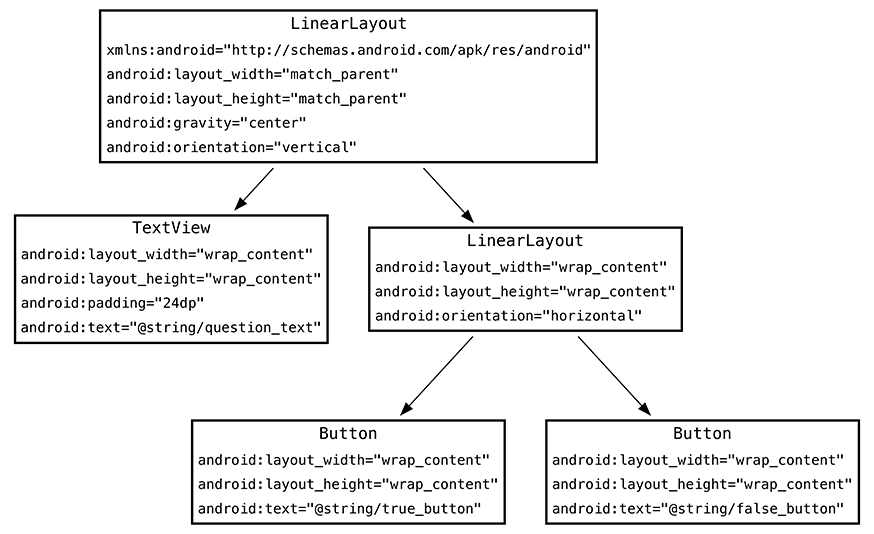 LinearLayout
xmlns:android="http://schemas.android.com/apk/res/android"
android:layout_width="match_parent"
android:layout_height="match_parent"
android:gravity="center"
android:orientation="vertical"
TextView
android:layout_width="wrap_content"
android:layout_height="wrap_content"
android:padding="24dp"
android:text="@string/question_text"
LinearLayout
android:layout_width="wrap_content"
android:layout_height="wrap_content"
android:orientation="horizontal"
Button
android:layout_width="wrap_content"
android:layout_height="wrap_content"
android:text="@string/true_button"
Button
android:layout_width="wrap_content"
android:layout_height="wrap_content"
android:text="@string/false_button"